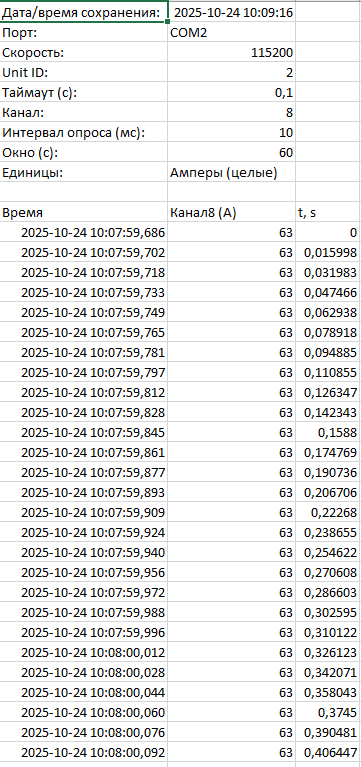 Дата/время сохранения: 2025-10-24 10:09:16
Порт: COM2
Скорость: 115200
Unit ID: 2
Таймаут (с): 0,1
Канал: 8
Интервал опроса (мс): 10
Окно (с): 60
Единицы: Амперы (целые)
Время Канал8 (А) t, s
2025-10-24 10:07:59,686 63 0
2025-10-24 10:07:59,702 63 0,015998
2025-10-24 10:07:59,718 63 0,031983
2025-10-24 10:07:59,733 63 0,047466
2025-10-24 10:07:59,749 63 0,062938
2025-10-24 10:07:59,765 63 0,078918
2025-10-24 10:07:59,781 63 0,094885
2025-10-24 10:07:59,797 63 0,110855
2025-10-24 10:07:59,812 63 0,126347
2025-10-24 10:07:59,828 63 0,142343
2025-10-24 10:07:59,845 63 0,1588
2025-10-24 10:07:59,861 63 0,174769
2025-10-24 10:07:59,877 63 0,190736
2025-10-24 10:07:59,893 63 0,206706
2025-10-24 10:07:59,909 63 0,22268
2025-10-24 10:07:59,924 63 0,238655
2025-10-24 10:07:59,940 63 0,254622
2025-10-24 10:07:59,956 63 0,270608
2025-10-24 10:07:59,972 63 0,286603
2025-10-24 10:07:59,988 63 0,302595
2025-10-24 10:07:59,996 63 0,310122
2025-10-24 10:08:00,012 63 0,326123
2025-10-24 10:08:00,028 63 0,342071
2025-10-24 10:08:00,044 63 0,358043
2025-10-24 10:08:00,060 63 0,3745
2025-10-24 10:08:00,076 63 0,390481
2025-10-24 10:08:00,092 63 0,406447